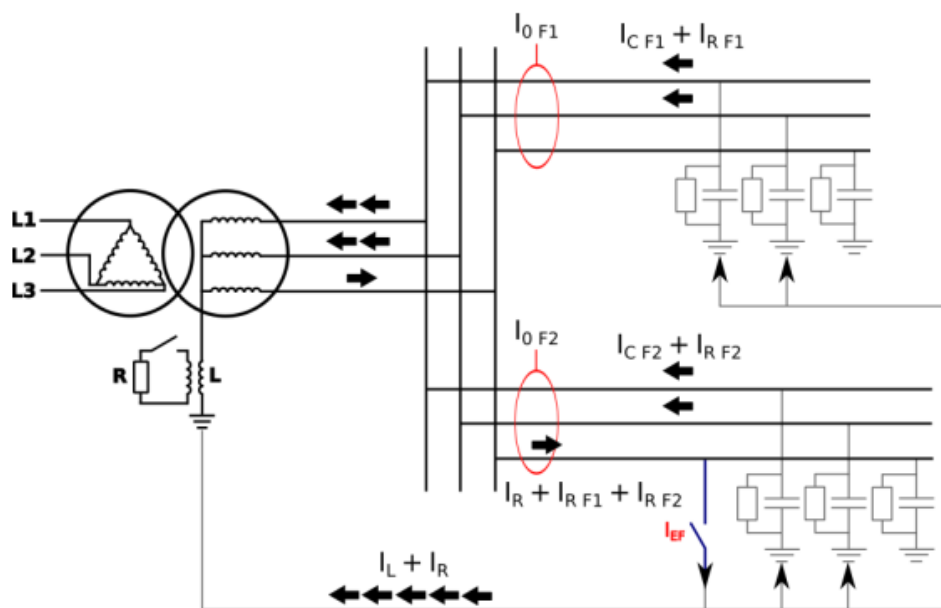 I0 F1
IC F1 + IR F1
L1
L2
L3
I0 F2
IC F2 + IR F2
R
L
IR + IR F1 + IR F2
IEF
IL + IR